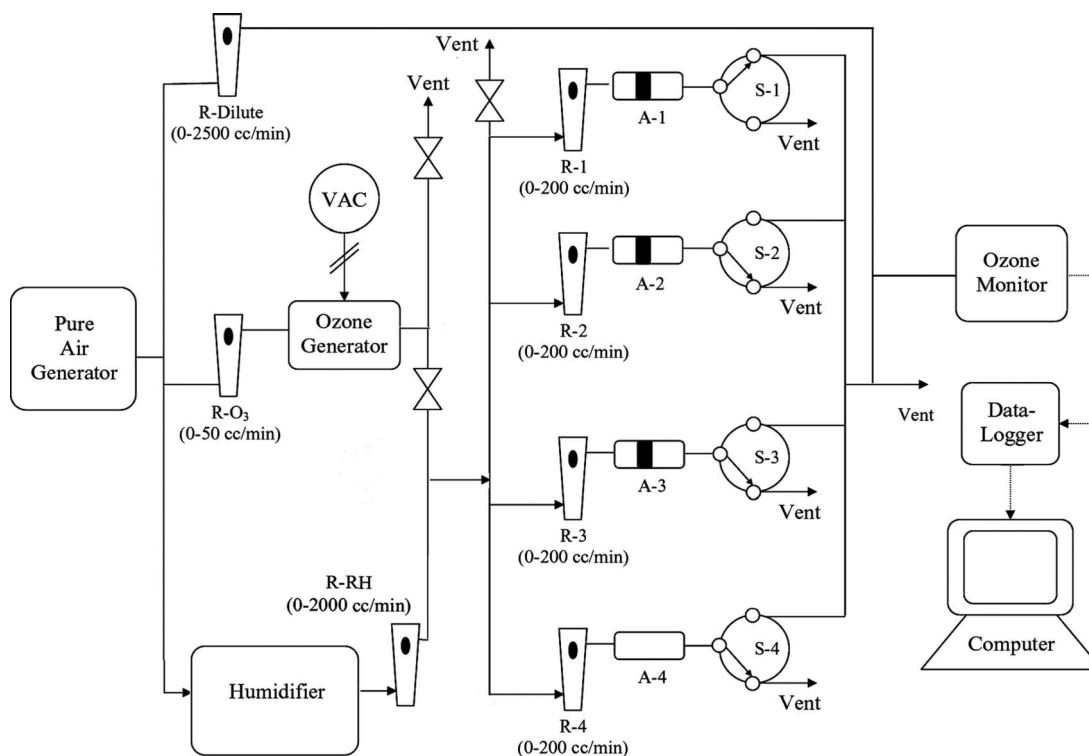 R-Dilute
(0-2500 cc/min)
Vent
Vent
VAC
Pure
Air
Generator
R-O₃
(0-50 cc/min)
Ozone
Generator
R-RH
(0-2000 cc/min)
Humidifier
R-1
(0-200 cc/min)
A-1
S-1
Vent
R-2
(0-200 cc/min)
A-2
S-2
Vent
R-3
(0-200 cc/min)
A-3
S-3
Vent
R-4
(0-200 cc/min)
A-4
S-4
Vent
Ozone
Monitor
Vent
Data-
Logger
Computer